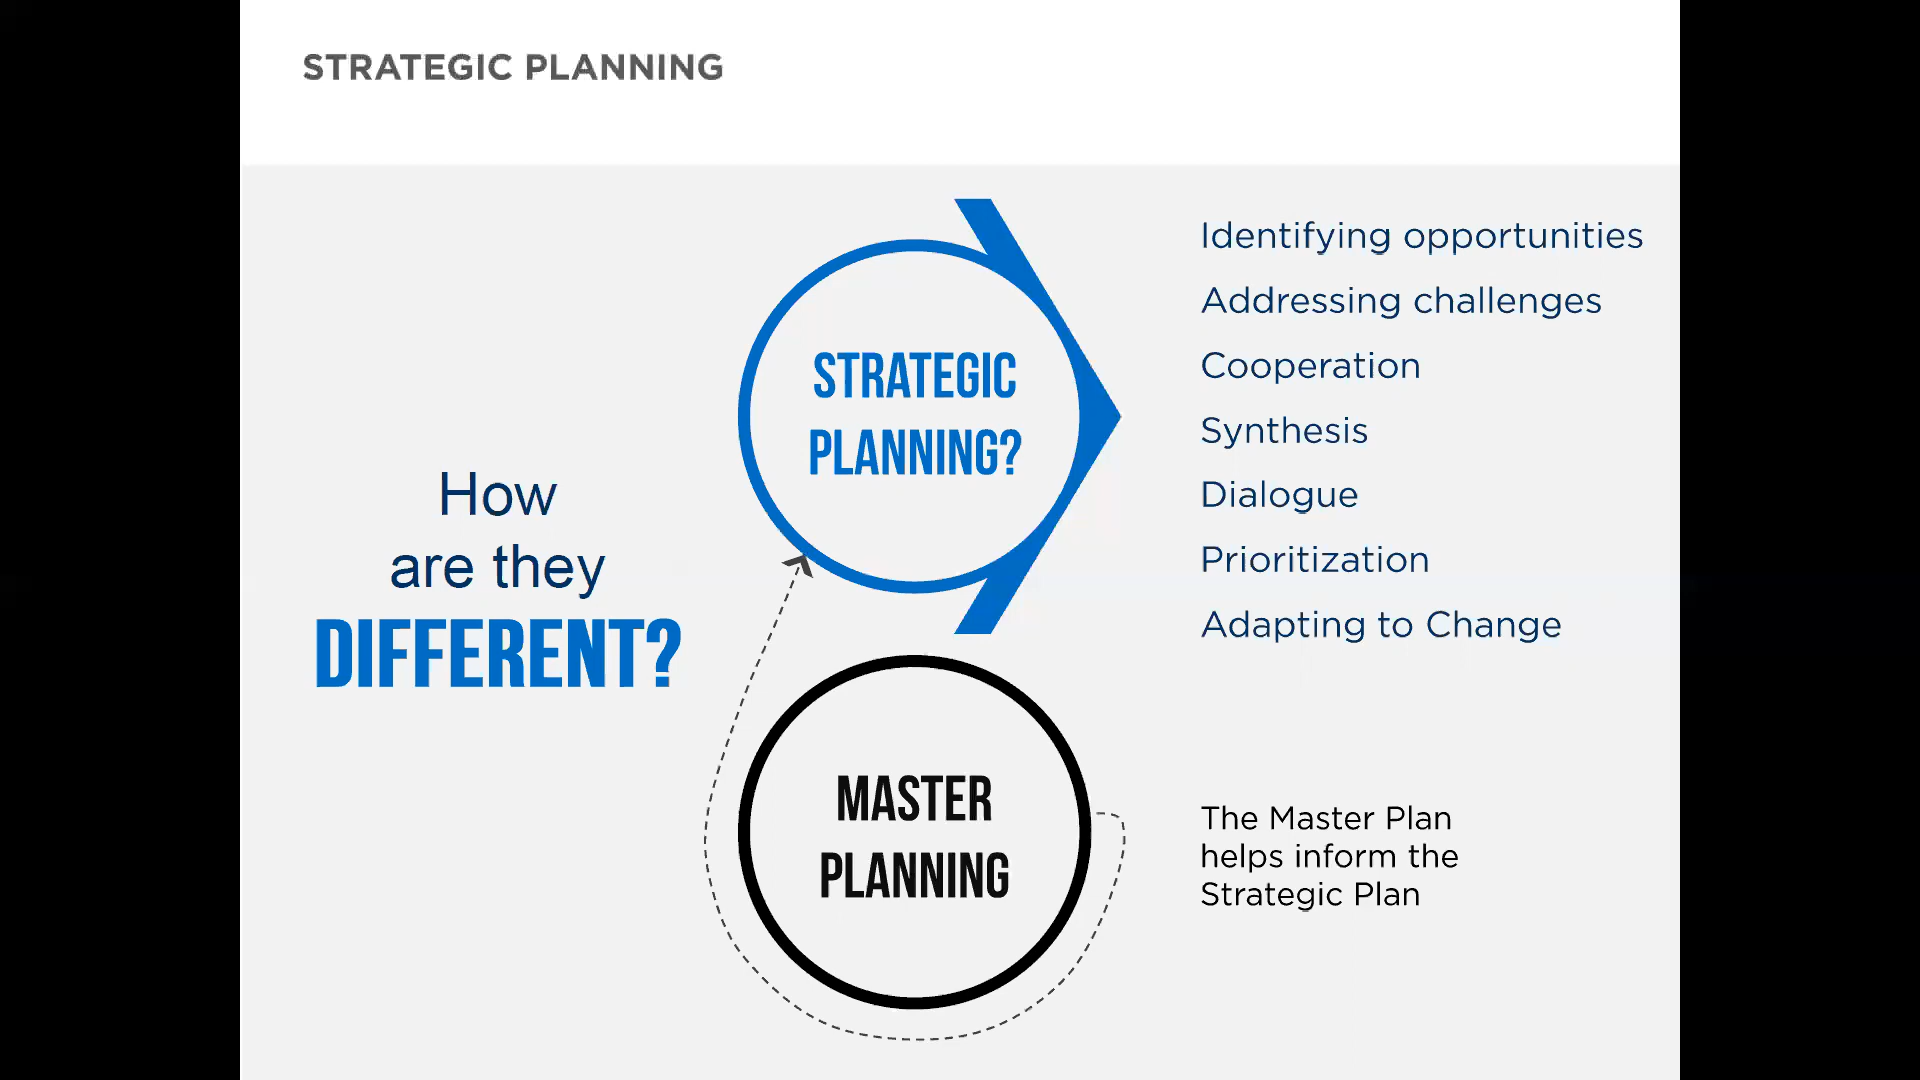 STRATEGIC PLANNING
How
are they
DIFFERENT?
STRATEGIC
PLANNING?
Identifying opportunities
Addressing challenges
Cooperation
Synthesis
Dialogue
Prioritization
Adapting to Change
MASTER
PLANNING
The Master Plan
helps inform the
Strategic Plan